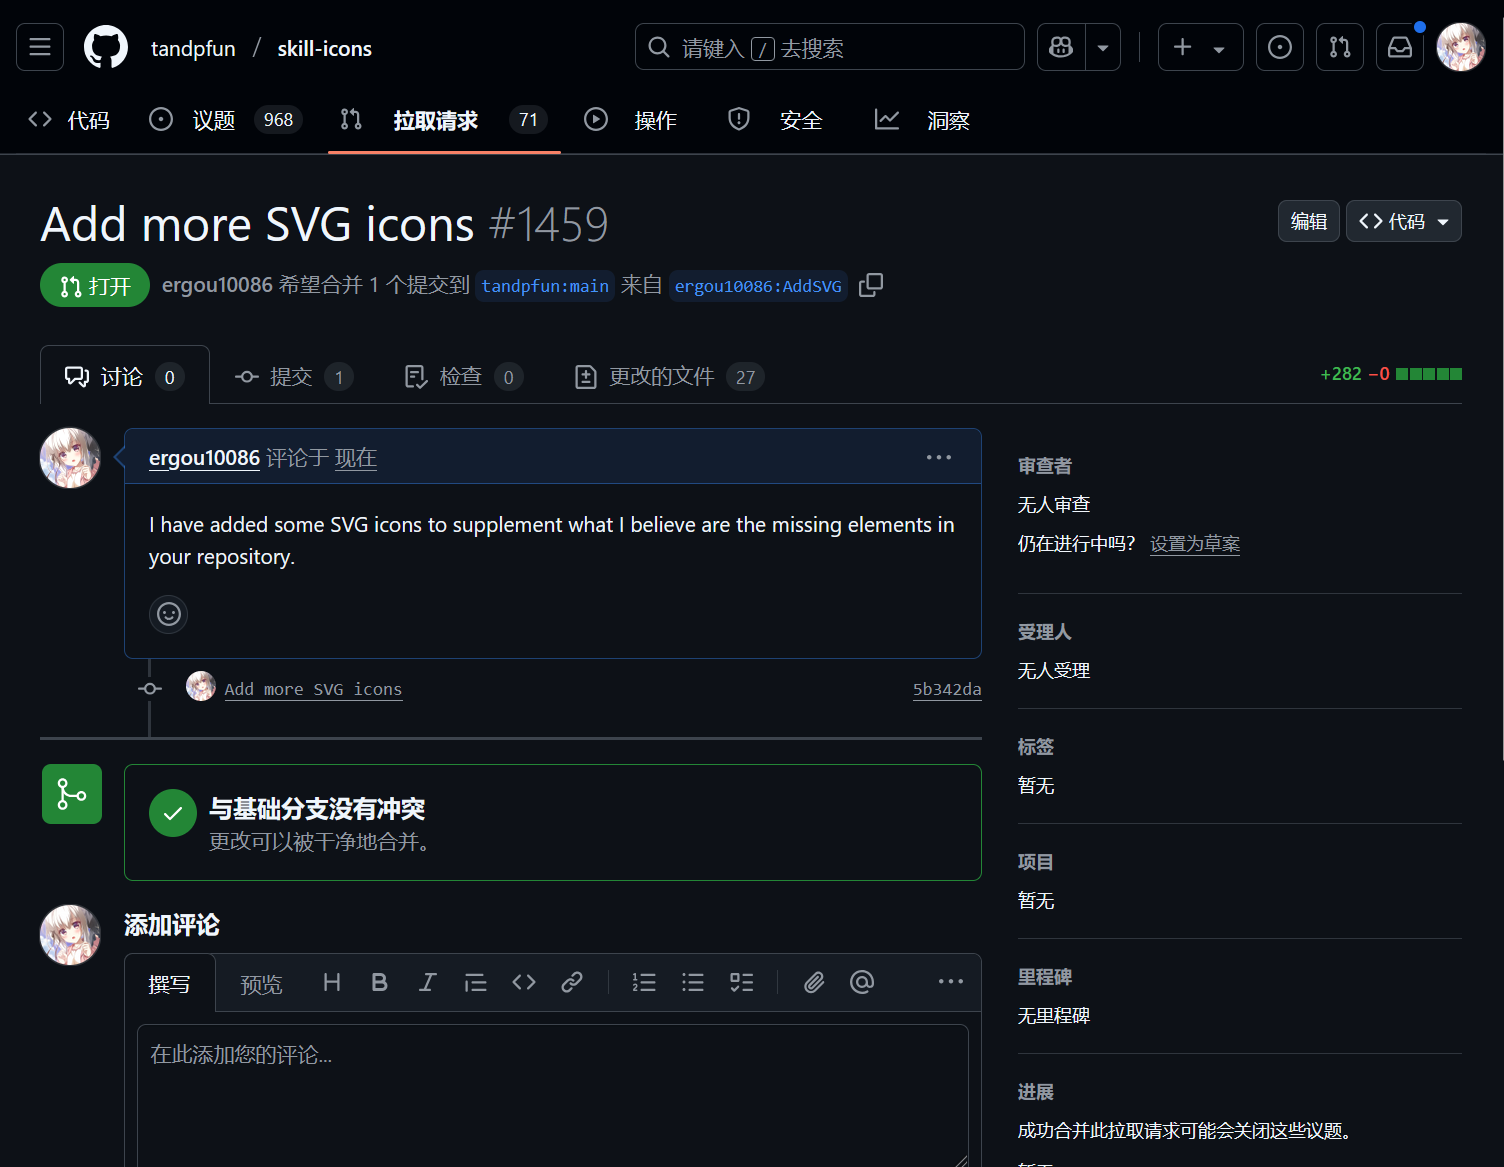 tandpfun / skill-icons
请键入 / 去搜索
代码
议题 968
拉取请求 71
操作
安全
洞察
Add more SVG icons #1459
编辑
代码
打开
ergou10086 希望合并 1 个提交到 tandpfun:main 来自 ergou10086:AddSVG
讨论 0
提交 1
检查 0
更改的文件 27
+282 −0
ergou10086 评论于 现在
I have added some SVG icons to supplement what I believe are the missing elements in
your repository.
Add more SVG icons
5b342da
与基础分支没有冲突
更改可以被干净地合并。
添加评论
撰写
预览
在此添加您的评论...
审查者
无人审查
仍在进行中吗? 设置为草案
受理人
无人受理
标签
暂无
项目
暂无
里程碑
无里程碑
进展
成功合并此拉取请求可能会关闭这些议题。